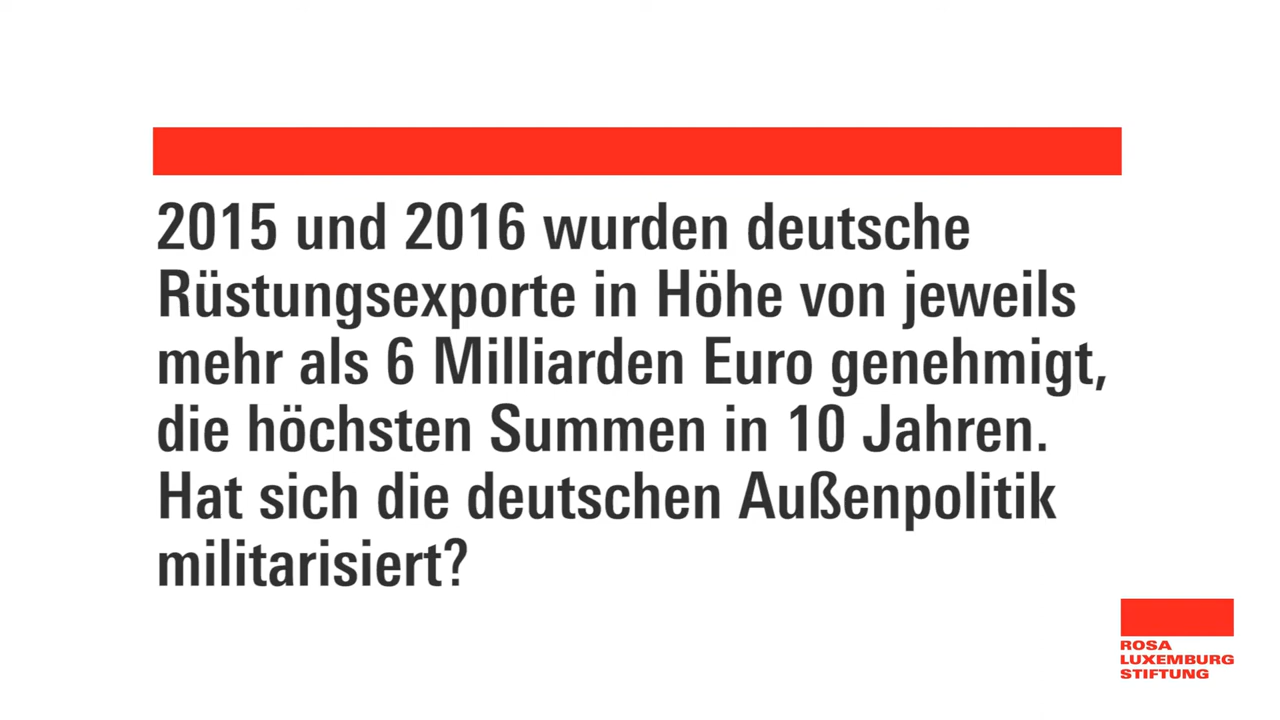 2015 und 2016 wurden deutsche
Rüstungsexporte in Höhe von jeweils
mehr als 6 Milliarden Euro genehmigt,
die höchsten Summen in 10 Jahren.
Hat sich die deutschen Außenpolitik
militarisiert?
ROSA
LUXEMBURG
STIFTUNG